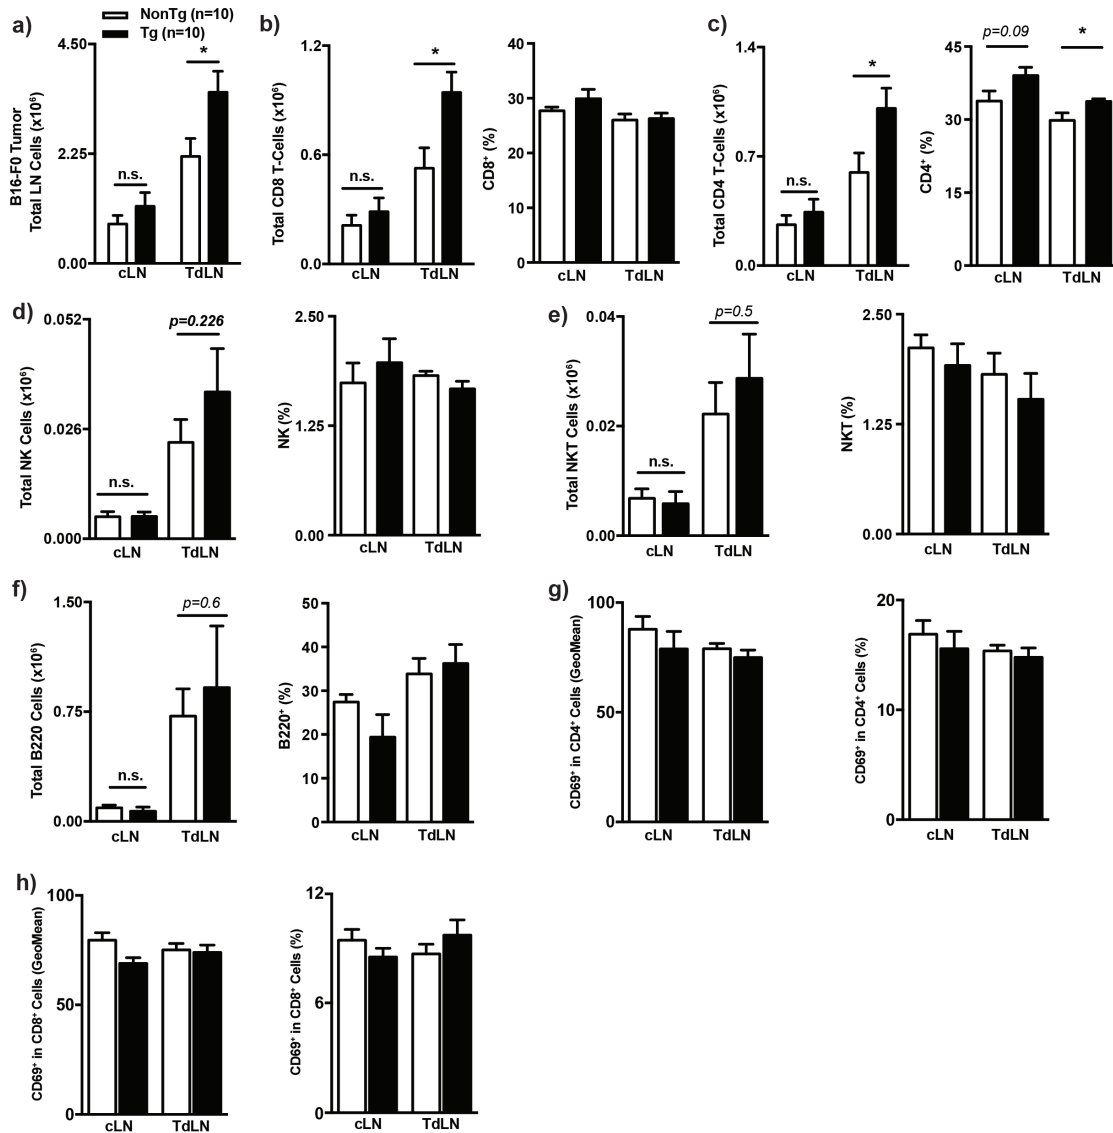 NonTg (n=10)
Tg (n=10)
a)
B16-F0 Tumor
Total LN Cells (x10⁶)
4.50
2.25
0.00
n.s.
*
cLN
TdLN
b)
Total CD8 T-Cells (x10⁶)
1.2
0.6
0.0
n.s.
*
cLN
TdLN
CD8⁺ (%)
40
30
20
10
0
cLN
TdLN
c)
Total CD4 T-Cells (x10⁶)
1.4
0.7
0.0
n.s.
*
cLN
TdLN
CD4⁺ (%)
45
30
15
0
p=0.09
*
cLN
TdLN
d)
Total NK Cells (x10⁶)
0.052
0.026
0.000
n.s.
p=0.226
cLN
TdLN
NK (%)
2.50
1.25
0.00
cLN
TdLN
e)
Total NKT Cells (x10⁶)
0.04
0.02
0.00
n.s.
p=0.5
cLN
TdLN
NKT (%)
2.50
1.25
0.00
cLN
TdLN
f)
Total B220 Cells (x10⁶)
1.50
0.75
0.00
n.s.
p=0.6
cLN
TdLN
B220⁺ (%)
50
40
30
20
10
0
cLN
TdLN
g)
CD69⁺ in CD4⁺ Cells (GeoMean)
100
50
0
cLN
TdLN
CD69⁺ in CD4⁺ Cells (%)
20
10
0
cLN
TdLN
h)
CD69⁺ in CD8⁺ Cells (GeoMean)
100
50
0
cLN
TdLN
CD69⁺ in CD8⁺ Cells (%)
12
6
0
cLN
TdLN